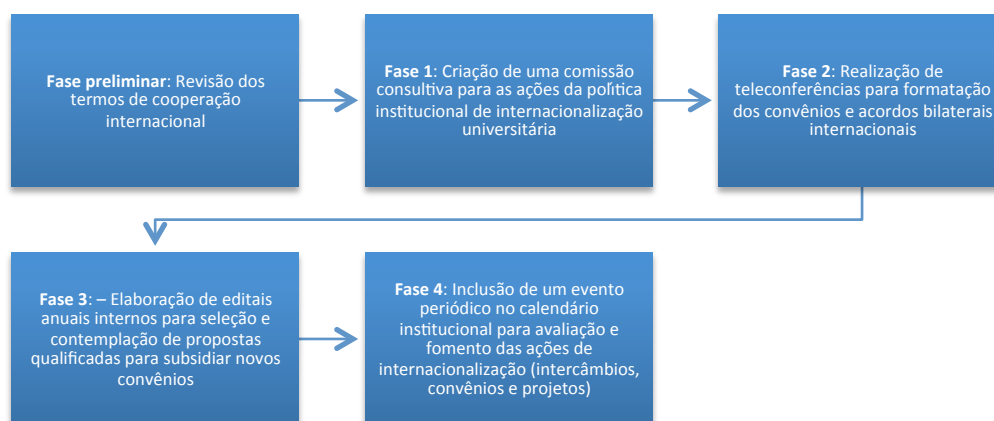 Fase preliminar: Revisão dos
termos de cooperação
internacional
Fase 1: Criação de uma comissão
consultiva para as ações da política
institucional de internacionalização
universitária
Fase 2: Realização de
teleconferências para formatação
dos convênios e acordos bilaterais
internacionais
Fase 3: – Elaboração de editais
anuais internos para seleção e
contemplação de propostas
qualificadas para subsidiar novos
convênios
Fase 4: Inclusão de um evento
periódico no calendário
institucional para avaliação e
fomento das ações de
internacionalização (intercâmbios,
convênios e projetos)